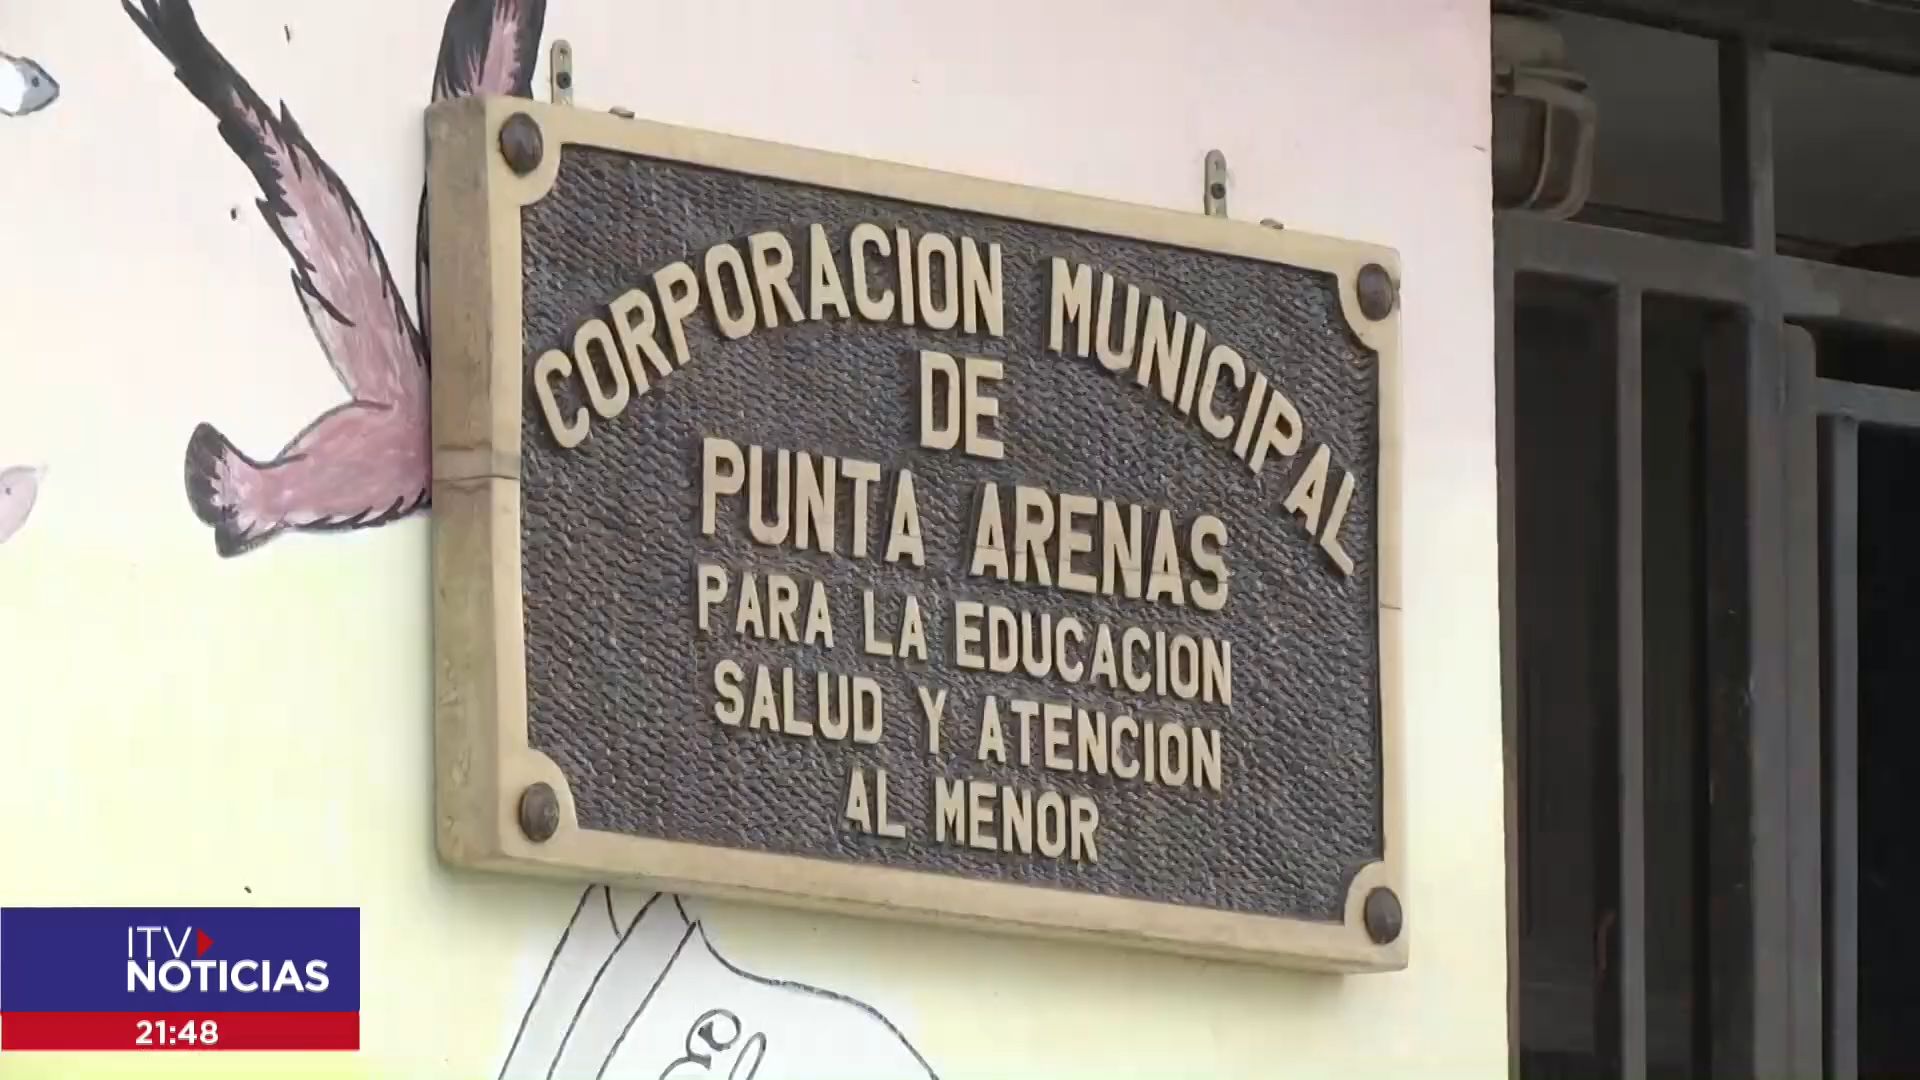 CORPORACION MUNICIPAL
DE
PUNTA ARENAS
PARA LA EDUCACION
SALUD Y ATENCION
AL MENOR
ITV
NOTICIAS
21:48